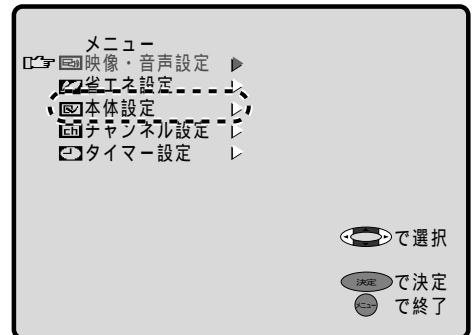 メニュー
映像・音声設定
省エネ設定
本体設定
チャンネル設定
タイマー設定
で選択
決定 で決定
メニュー で終了